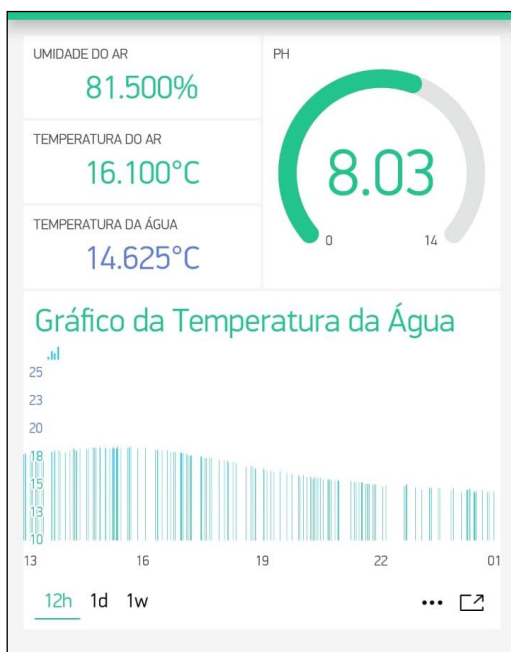 UMIDADE DO AR
81.500%
TEMPERATURA DO AR
16.100°C
TEMPERATURA DA ÁGUA
14.625°C
PH
8.03
0 14
Gráfico da Temperatura da Água
25
23
20
18
15
13
10
13 16 19 22 01
12h 1d 1w